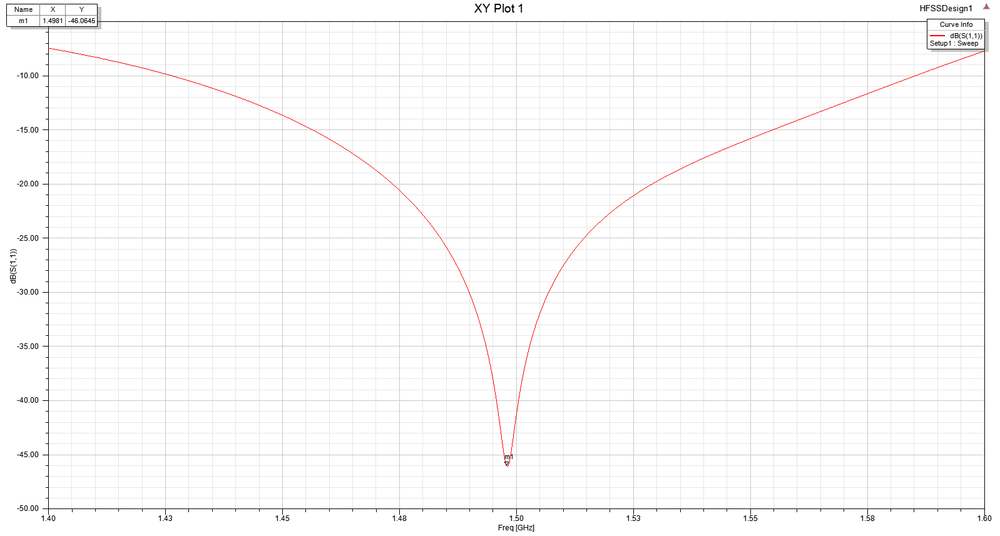 XY Plot 1
HFSSDesign1
Name X Y
m1 1.4981 -46.0645
Curve Info
dB(S(1,1))
Setup1 : Sweep
-10.00
-15.00
-20.00
-25.00
-30.00
-35.00
-40.00
-45.00
-50.00
dB(S(1,1))
m1
1.40 1.43 1.45 1.48 1.50 1.53 1.55 1.58 1.60
Freq [GHz]